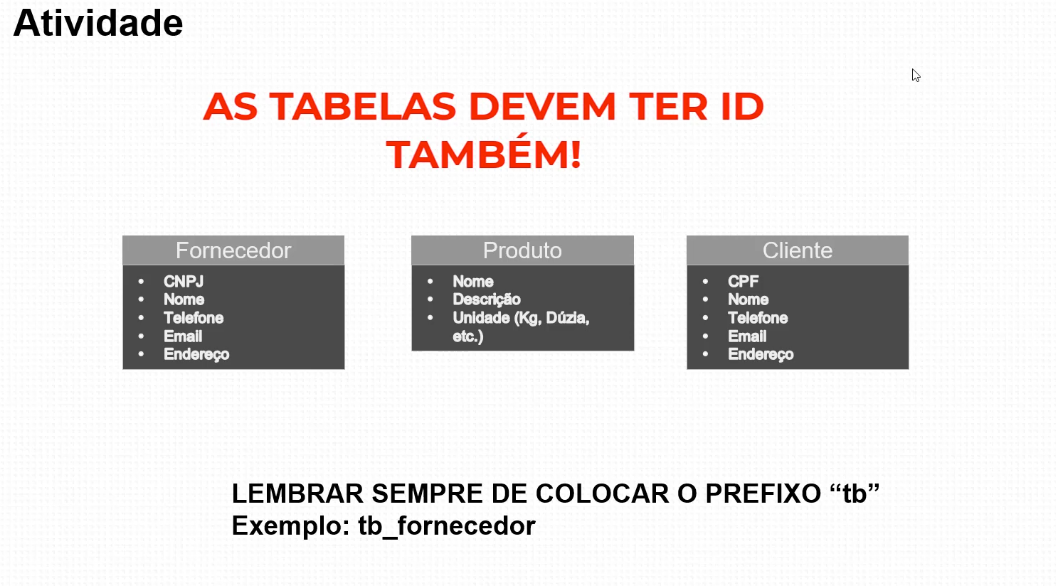 Atividade
AS TABELAS DEVEM TER ID
TAMBÉM!
Fornecedor
• CNPJ
• Nome
• Telefone
• Email
• Endereço
Produto
• Nome
• Descrição
• Unidade (Kg, Dúzia,
etc.)
Cliente
• CPF
• Nome
• Telefone
• Email
• Endereço
LEMBRAR SEMPRE DE COLOCAR O PREFIXO “tb”
Exemplo: tb_fornecedor